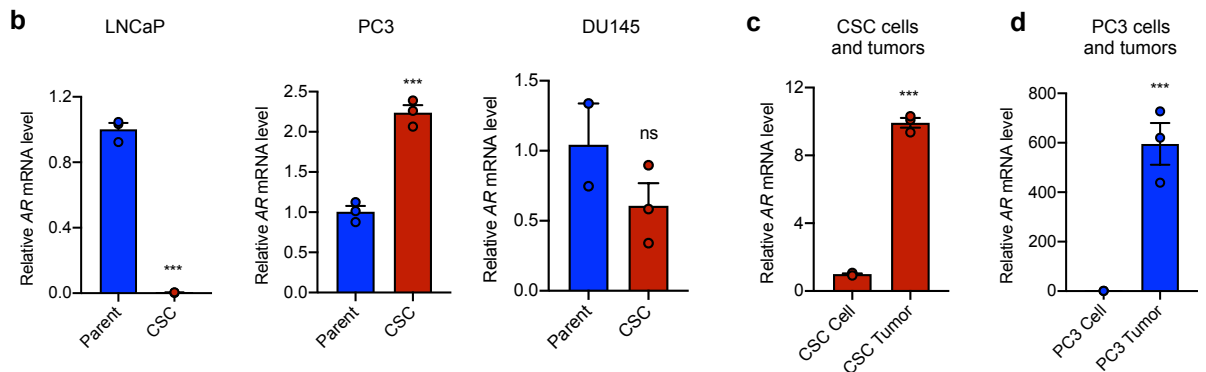 b
LNCaP
Relative AR mRNA level
1.2
0.8
0.4
0.0
***
Parent
CSC
PC3
Relative AR mRNA level
2.5
2.0
1.5
1.0
0.5
0.0
***
Parent
CSC
DU145
Relative AR mRNA level
1.5
1.0
0.5
0.0
ns
Parent
CSC
c
CSC cells
and tumors
Relative AR mRNA level
12
8
4
0
***
CSC Cell
CSC Tumor
d
PC3 cells
and tumors
Relative AR mRNA level
800
600
400
200
0
***
PC3 Cell
PC3 Tumor